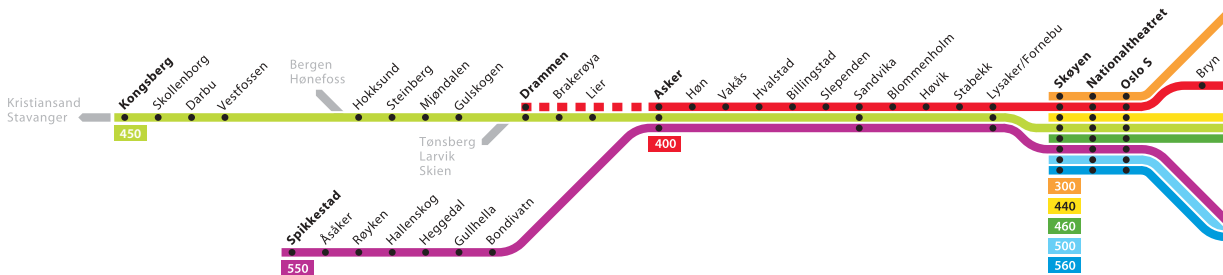 Kristiansand
Stavanger
Kongsberg
Skollenborg
Darbu
Vestfossen
450
Bergen
Hønefoss
Hokksund
Steinberg
Mjøndalen
Gulskogen
Tønsberg
Larvik
Skien
Drammen
Brakerøya
Lier
Asker
Høn
Vakås
Hvalstad
Billingstad
Slependen
Sandvika
Blommenholm
Høvik
Stabekk
Lysaker/Fornebu
400
Skøyen
Nationaltheatret
Oslo S
Bryn
Spikkestad
Åsåker
Røyken
Hallenskog
Heggedal
Gullhella
Bondivatn
550
300
440
460
500
560